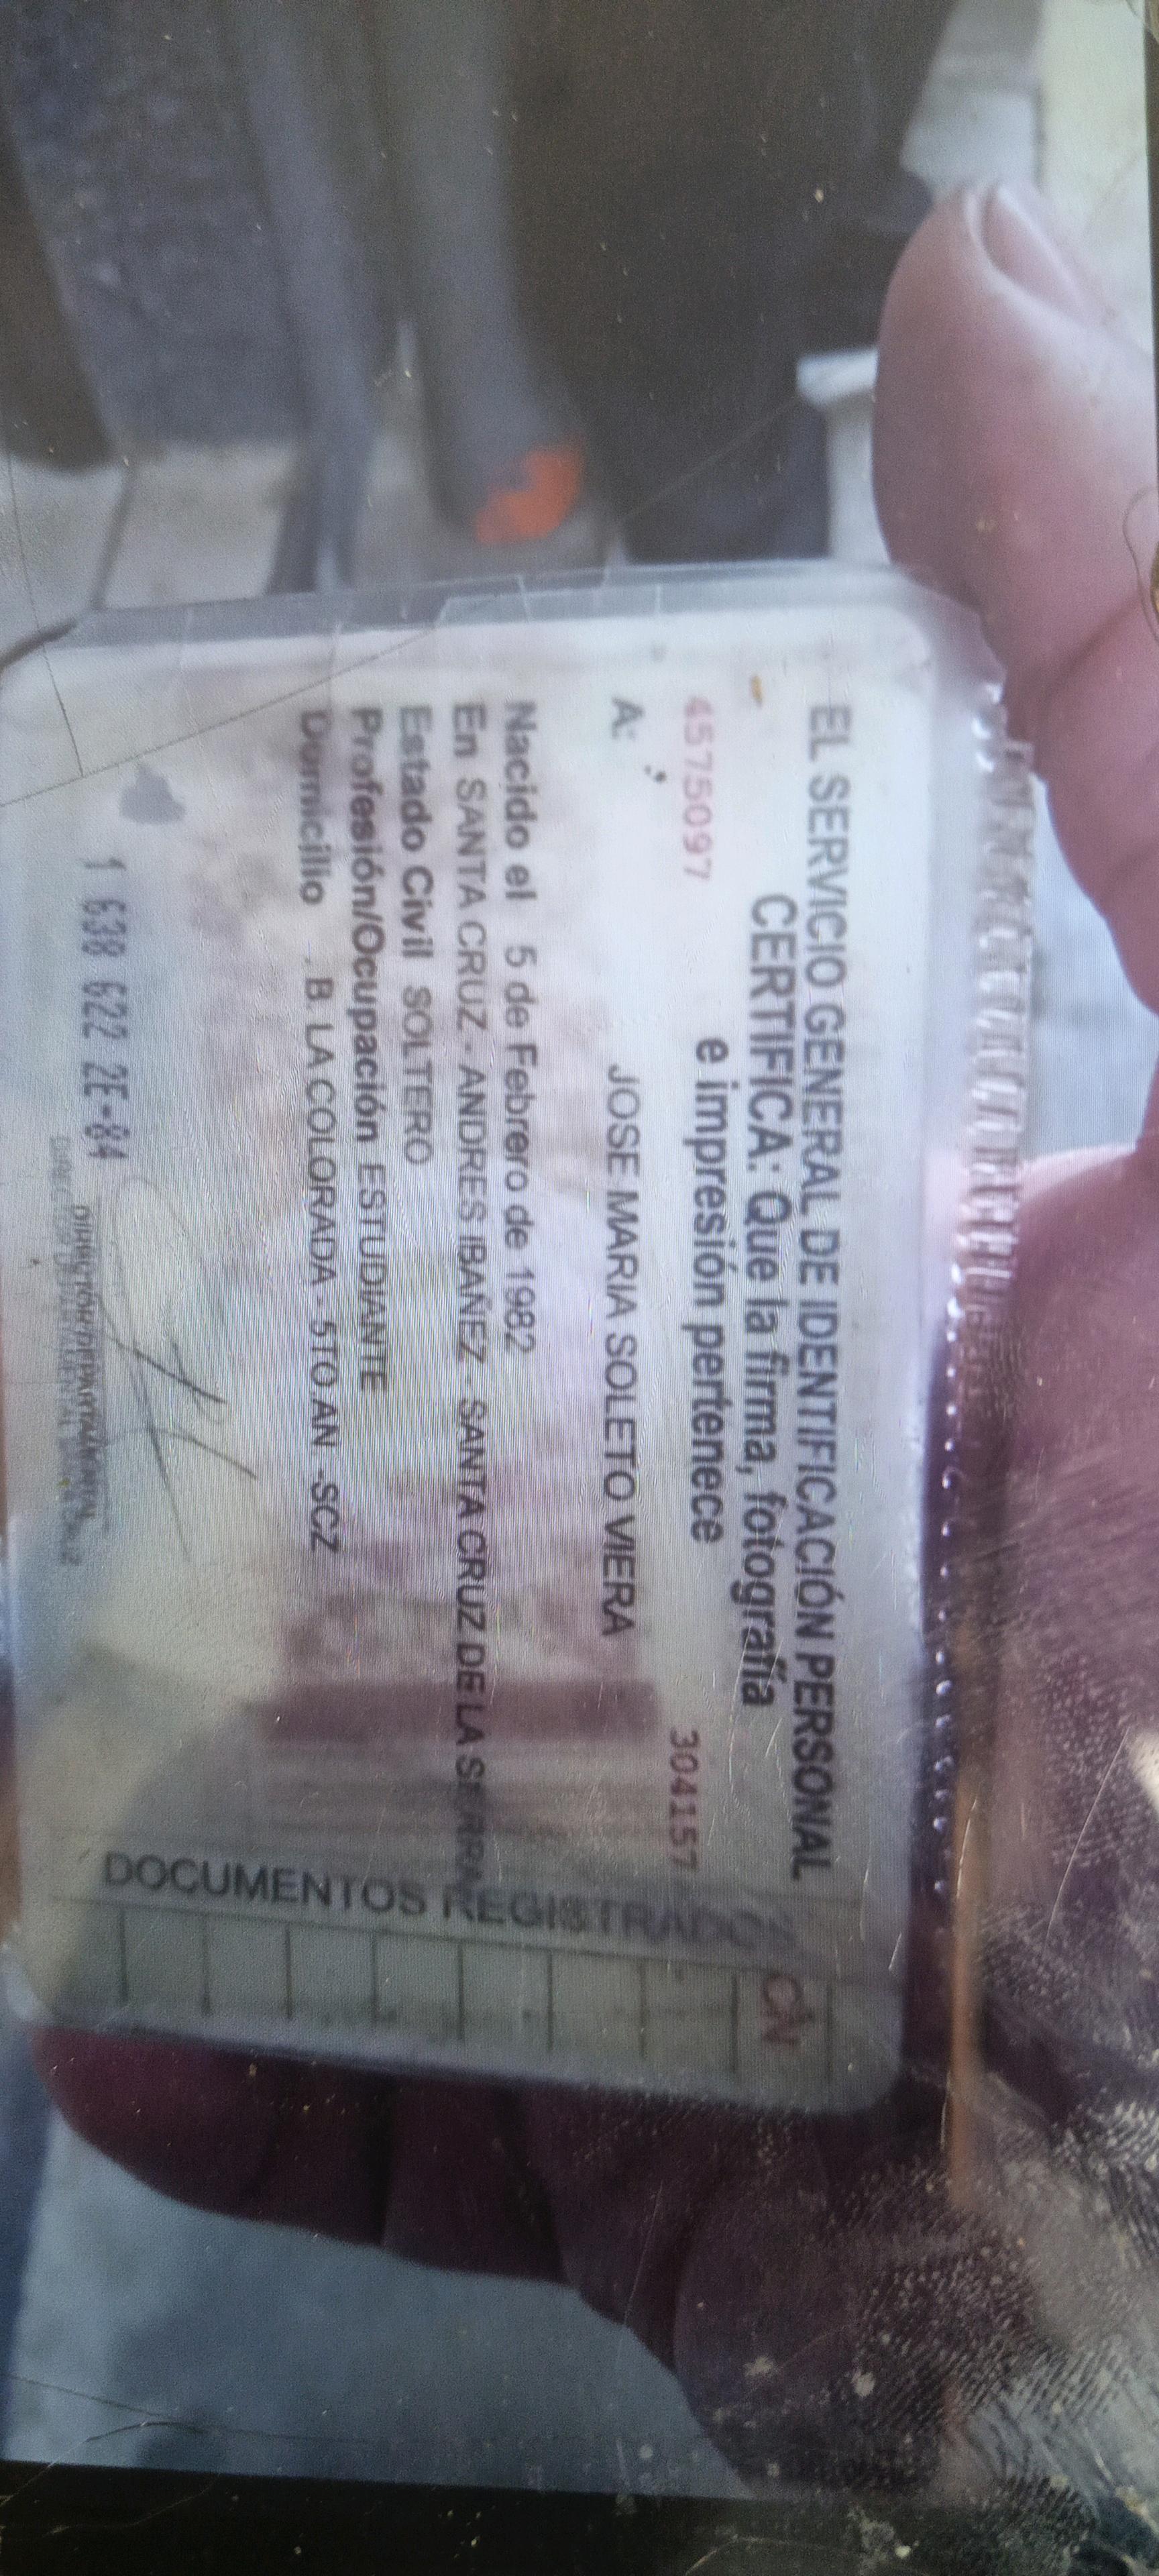 EL SERVICIO GENERAL DE IDENTIFICACIÓN PERSONAL
CERTIFICA: Que la firma, fotografía
4575097 e impresión pertenece 304157
A: JOSE MARIA SOLETO VIERA
Nacido el 5 de Febrero de 1982
En SANTA CRUZ - ANDRES IBAÑEZ - SANTA CRUZ DE LA SIERRA
Estado Civil SOLTERO
Profesión/Ocupación ESTUDIANTE
Domicilio B. LA COLORADA - 5TO AN -SCZ
1 638 622 2E-84
DIRECTOR DEPARTAMENTAL
DOCUMENTOS REGISTRADOS
CN